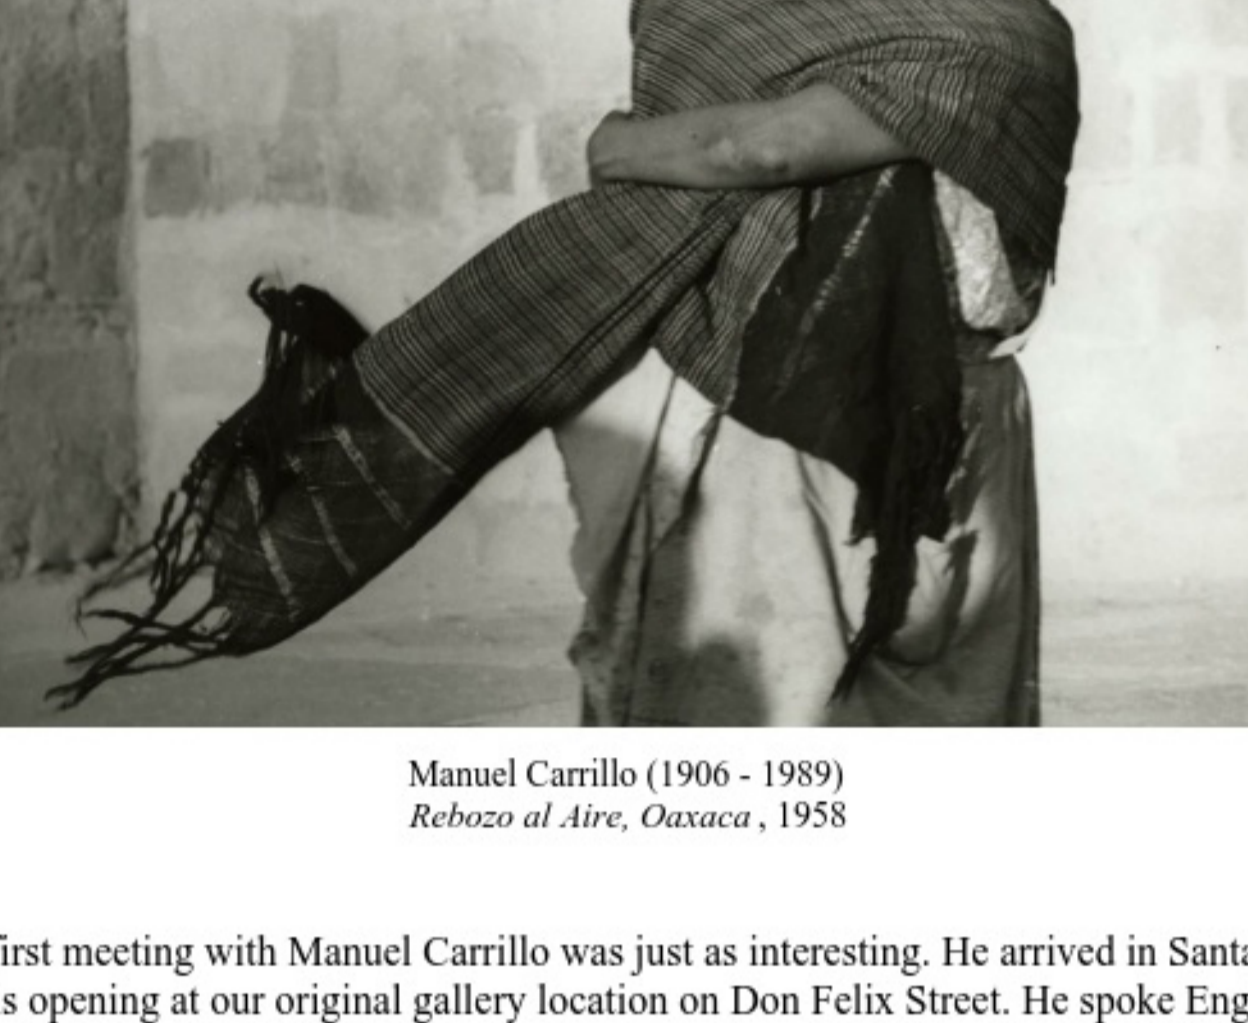 Manuel Carrillo (1906 - 1989)
Rebozo al Aire, Oaxaca , 1958
irst meeting with Manuel Carrillo was just as interesting. He arrived in Santa
s opening at our original gallery location on Don Felix Street. He spoke Eng